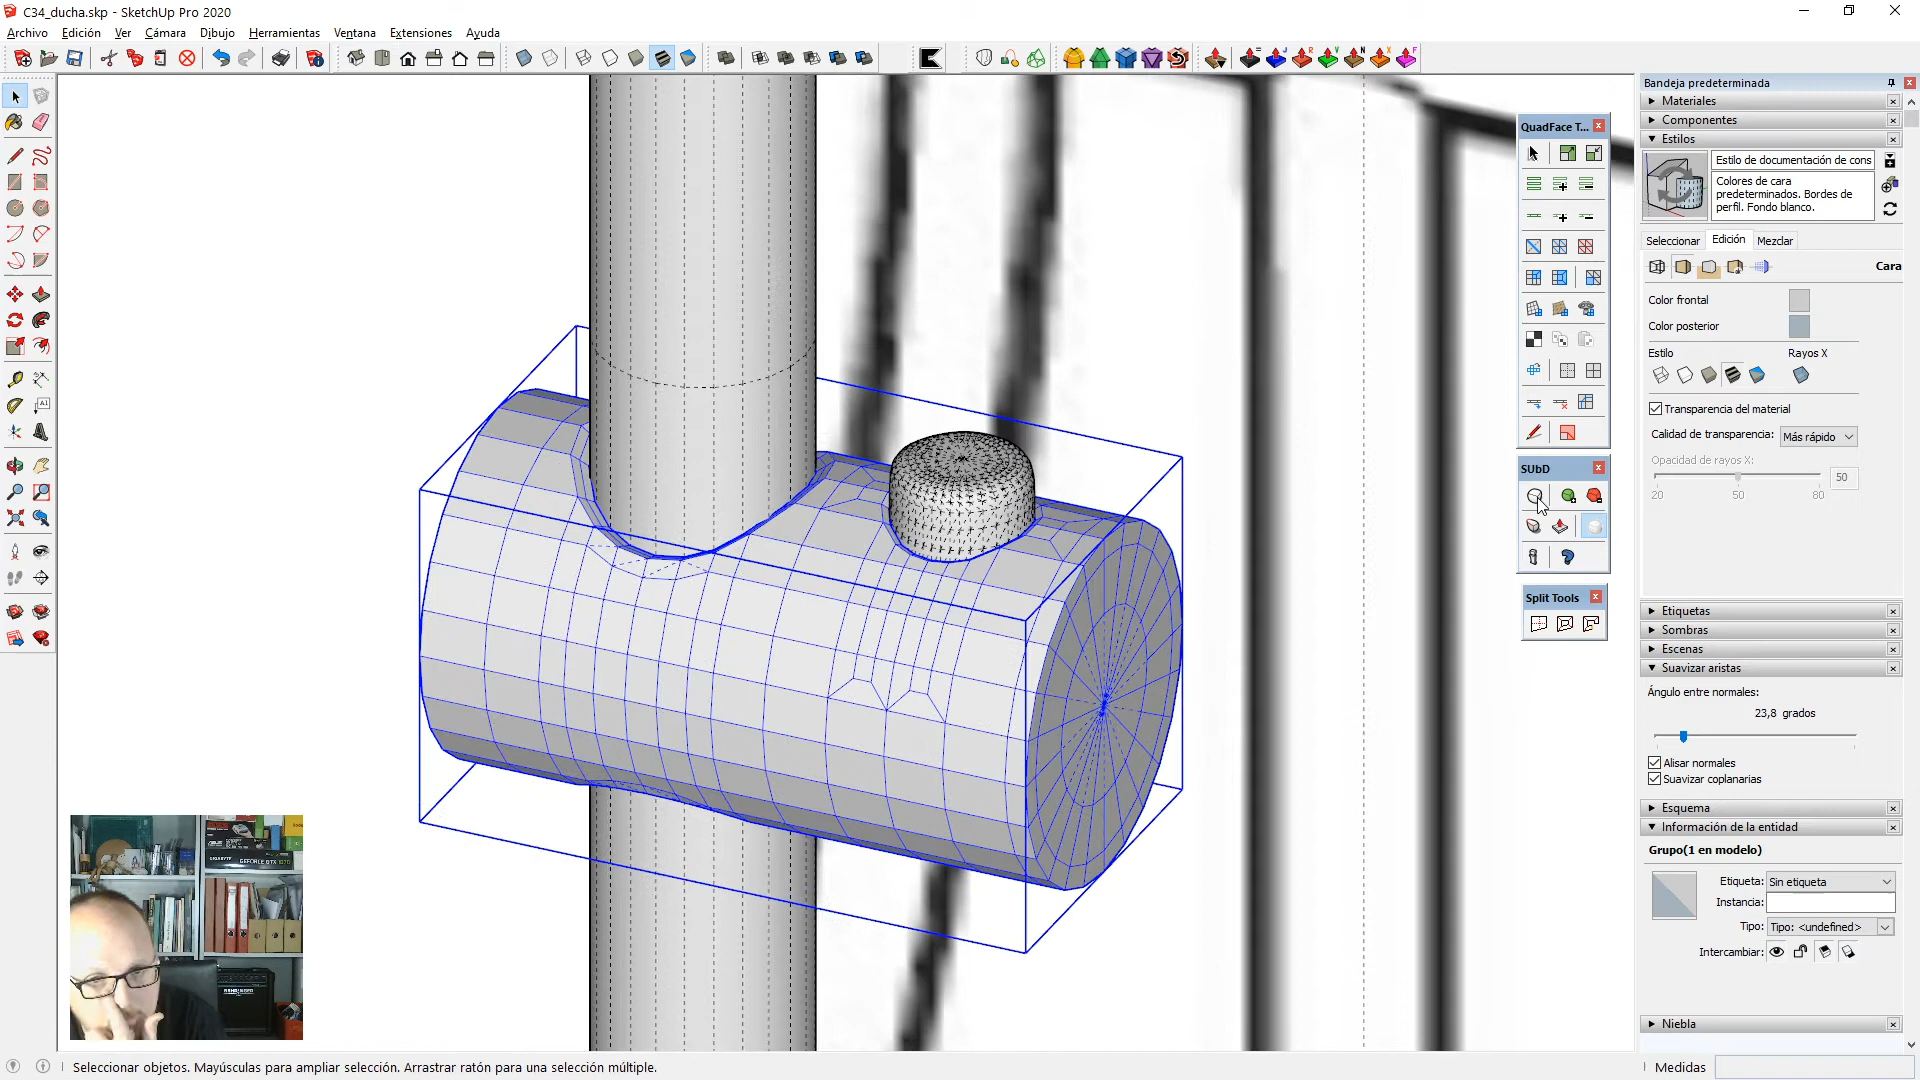 C34_ducha.skp - SketchUp Pro 2020
Archivo Edición Ver Cámara Dibujo Herramientas Ventana Extensiones Ayuda
Bandeja predeterminada
Materiales
Componentes
Estilos
Estilo de documentación de cons
Colores de cara
predeterminados. Bordes de
perfil. Fondo blanco.
Seleccionar Edición Mezclar
Cara
Color frontal
Color posterior
Estilo Rayos X
Transparencia del material
Calidad de transparencia: Más rápido
Opacidad de rayos X:
50
20 50 80
Etiquetas
Sombras
Escenas
Suavizar aristas
Ángulo entre normales:
23,8 grados
Alisar normales
Suavizar coplanarias
Esquema
Información de la entidad
Grupo(1 en modelo)
Etiqueta: Sin etiqueta
Instancia:
Tipo: Tipo: <undefined>
Intercambiar:
Niebla
QuadFace T...
SUbD
Split Tools
GIGABYTE
GEFORCE GTX 1070
BEHRINGER
Seleccionar objetos. Mayúsculas para ampliar selección. Arrastrar ratón para una selección múltiple.
Medidas